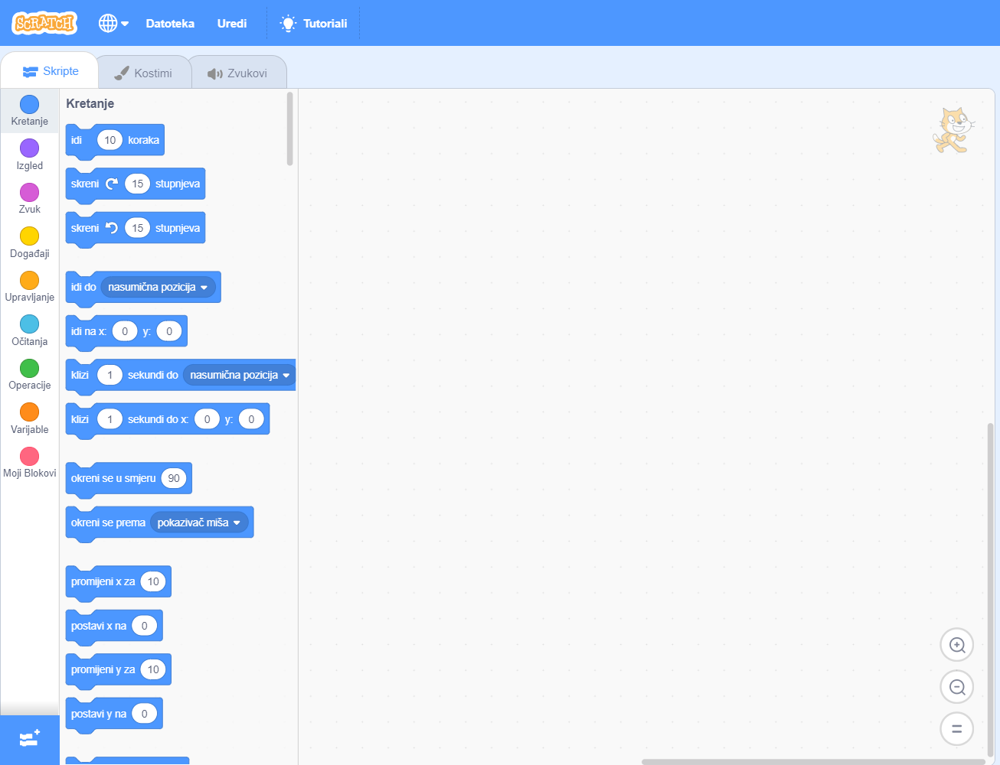 SCRATCH
Datoteka
Uredi
Tutoriali
Skripte
Kostimi
Zvukovi
Kretanje
Izgled
Zvuk
Događaji
Upravljanje
Očitanja
Operacije
Varijable
Moji Blokovi
Kretanje
idi 10 koraka
skreni 15 stupnjeva
skreni 15 stupnjeva
idi do nasumična pozicija
idi na x: 0 y: 0
klizi 1 sekundi do nasumična pozicija
klizi 1 sekundi do x: 0 y: 0
okreni se u smjeru 90
okreni se prema pokazivač miša
promijeni x za 10
postavi x na 0
promijeni y za 10
postavi y na 0